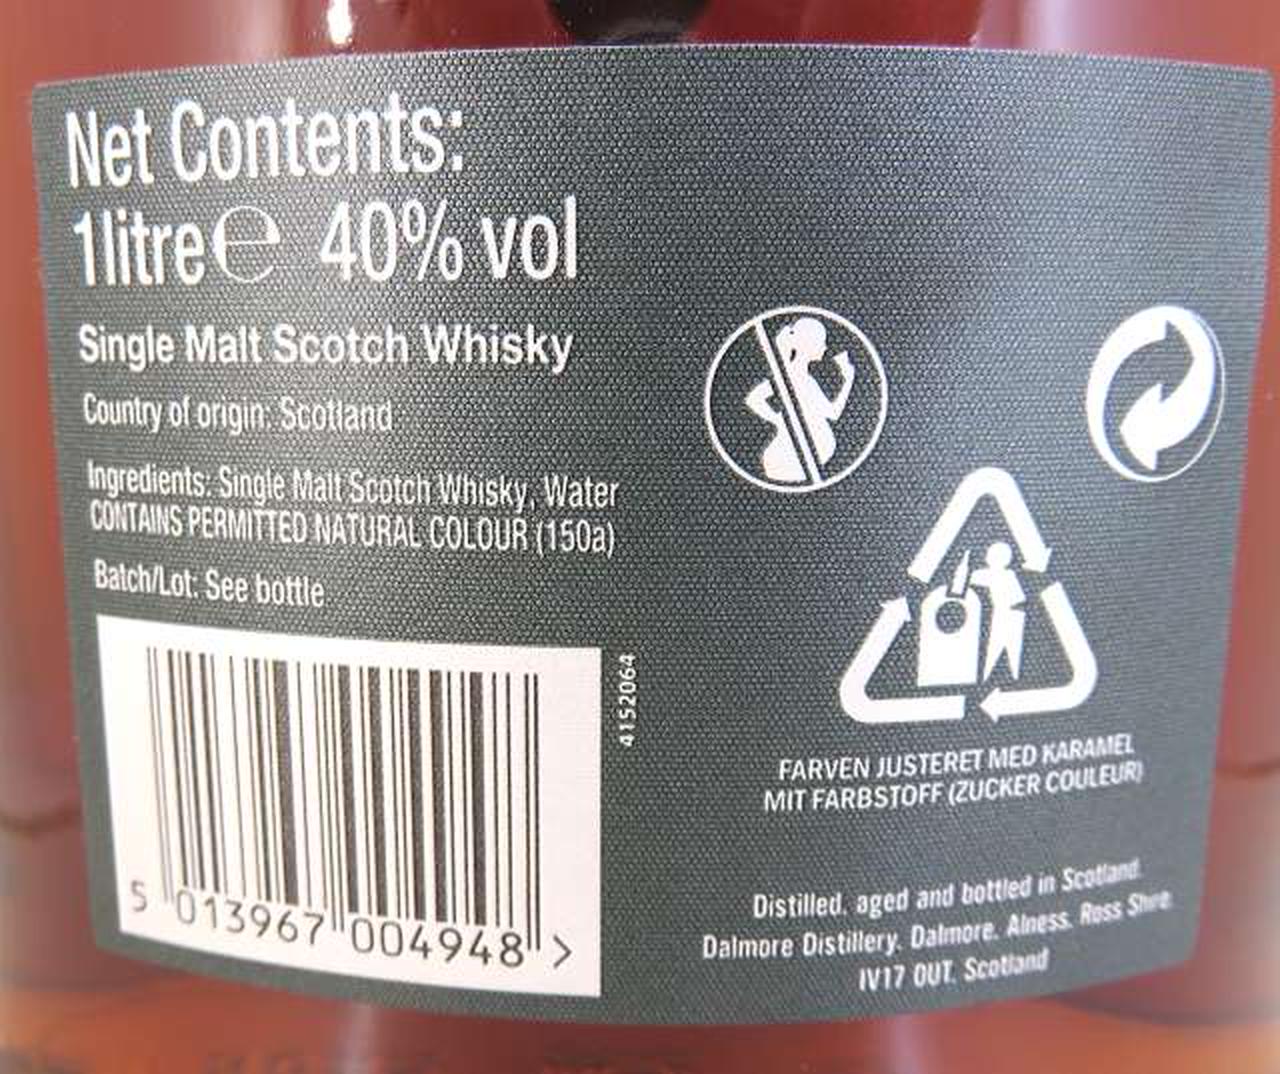 Net Contents:
1litre℮ 40% vol
Single Malt Scotch Whisky
Country of origin: Scotland
Ingredients: Single Malt Scotch Whisky, Water
CONTAINS PERMITTED NATURAL COLOUR (150a)
Batch/Lot: See bottle
4152064
5 013967 004948 >
FARVEN JUSTERET MED KARAMEL
MIT FARBSTOFF (ZUCKER COULEUR)
Distilled, aged and bottled in Scotland.
Dalmore Distillery, Dalmore, Alness, Ross Shire
IV17 0UT, Scotland